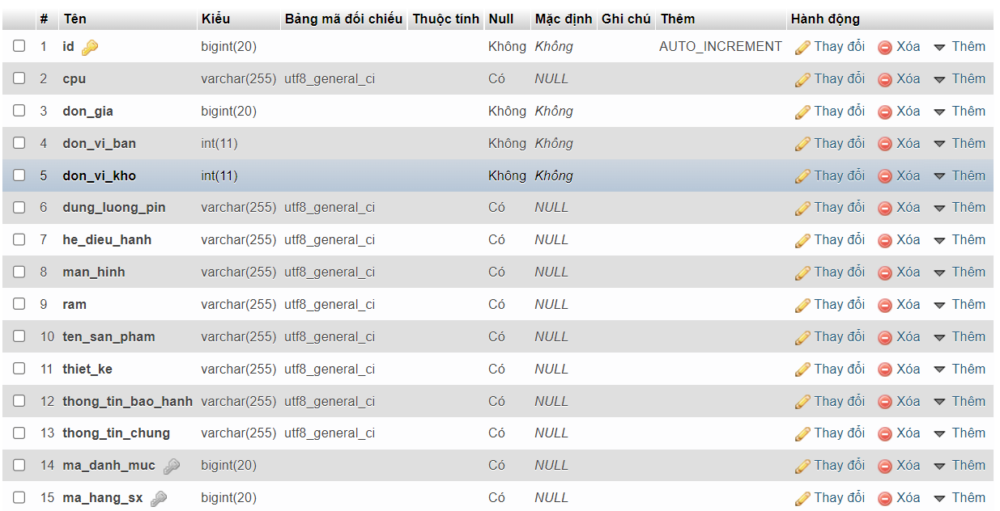 # Tên Kiểu Bảng mã đối chiếu Thuộc tính Null Mặc định Ghi chú Thêm Hành động
1 id bigint(20) Không Không AUTO_INCREMENT Thay đổi Xóa Thêm
2 cpu varchar(255) utf8_general_ci Có NULL Thay đổi Xóa Thêm
3 don_gia bigint(20) Không Không Thay đổi Xóa Thêm
4 don_vi_ban int(11) Không Không Thay đổi Xóa Thêm
5 don_vi_kho int(11) Không Không Thay đổi Xóa Thêm
6 dung_luong_pin varchar(255) utf8_general_ci Có NULL Thay đổi Xóa Thêm
7 he_dieu_hanh varchar(255) utf8_general_ci Có NULL Thay đổi Xóa Thêm
8 man_hinh varchar(255) utf8_general_ci Có NULL Thay đổi Xóa Thêm
9 ram varchar(255) utf8_general_ci Có NULL Thay đổi Xóa Thêm
10 ten_san_pham varchar(255) utf8_general_ci Có NULL Thay đổi Xóa Thêm
11 thiet_ke varchar(255) utf8_general_ci Có NULL Thay đổi Xóa Thêm
12 thong_tin_bao_hanh varchar(255) utf8_general_ci Có NULL Thay đổi Xóa Thêm
13 thong_tin_chung varchar(255) utf8_general_ci Có NULL Thay đổi Xóa Thêm
14 ma_danh_muc bigint(20) Có NULL Thay đổi Xóa Thêm
15 ma_hang_sx bigint(20) Có NULL Thay đổi Xóa Thêm